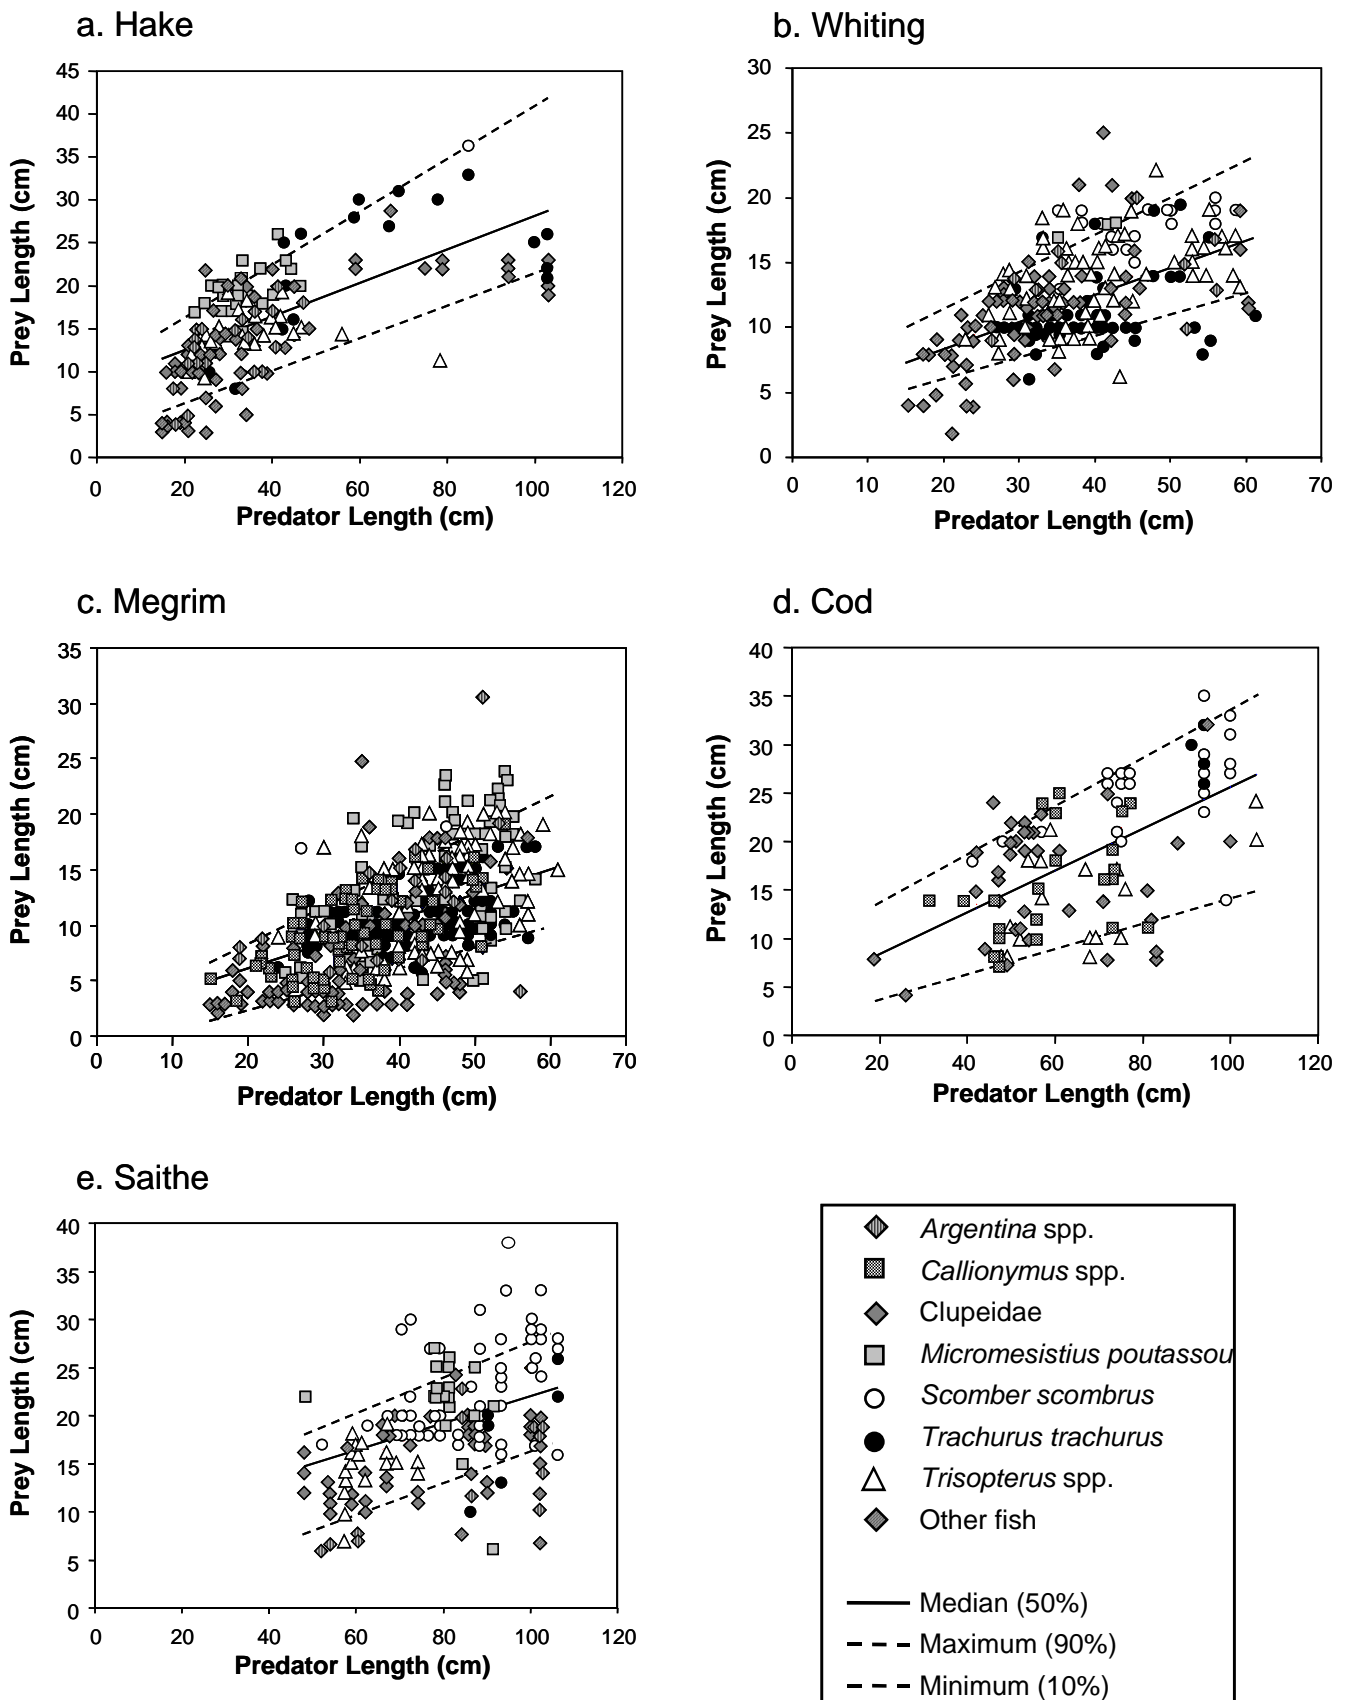 a. Hake
45
40
35
30
25
20
15
10
5
0
Prey Length (cm)
0 20 40 60 80 100 120
Predator Length (cm)
b. Whiting
30
25
20
15
10
5
0
Prey Length (cm)
0 10 20 30 40 50 60 70
Predator Length (cm)
c. Megrim
35
30
25
20
15
10
5
0
Prey Length (cm)
0 10 20 30 40 50 60 70
Predator Length (cm)
d. Cod
40
35
30
25
20
15
10
5
0
Prey Length (cm)
0 20 40 60 80 100 120
Predator Length (cm)
e. Saithe
40
35
30
25
20
15
10
5
0
Prey Length (cm)
0 20 40 60 80 100 120
Predator Length (cm)
Argentina spp.
Callionymus spp.
Clupeidae
Micromesistius poutassou
Scomber scombrus
Trachurus trachurus
Trisopterus spp.
Other fish
Median (50%)
Maximum (90%)
Minimum (10%)